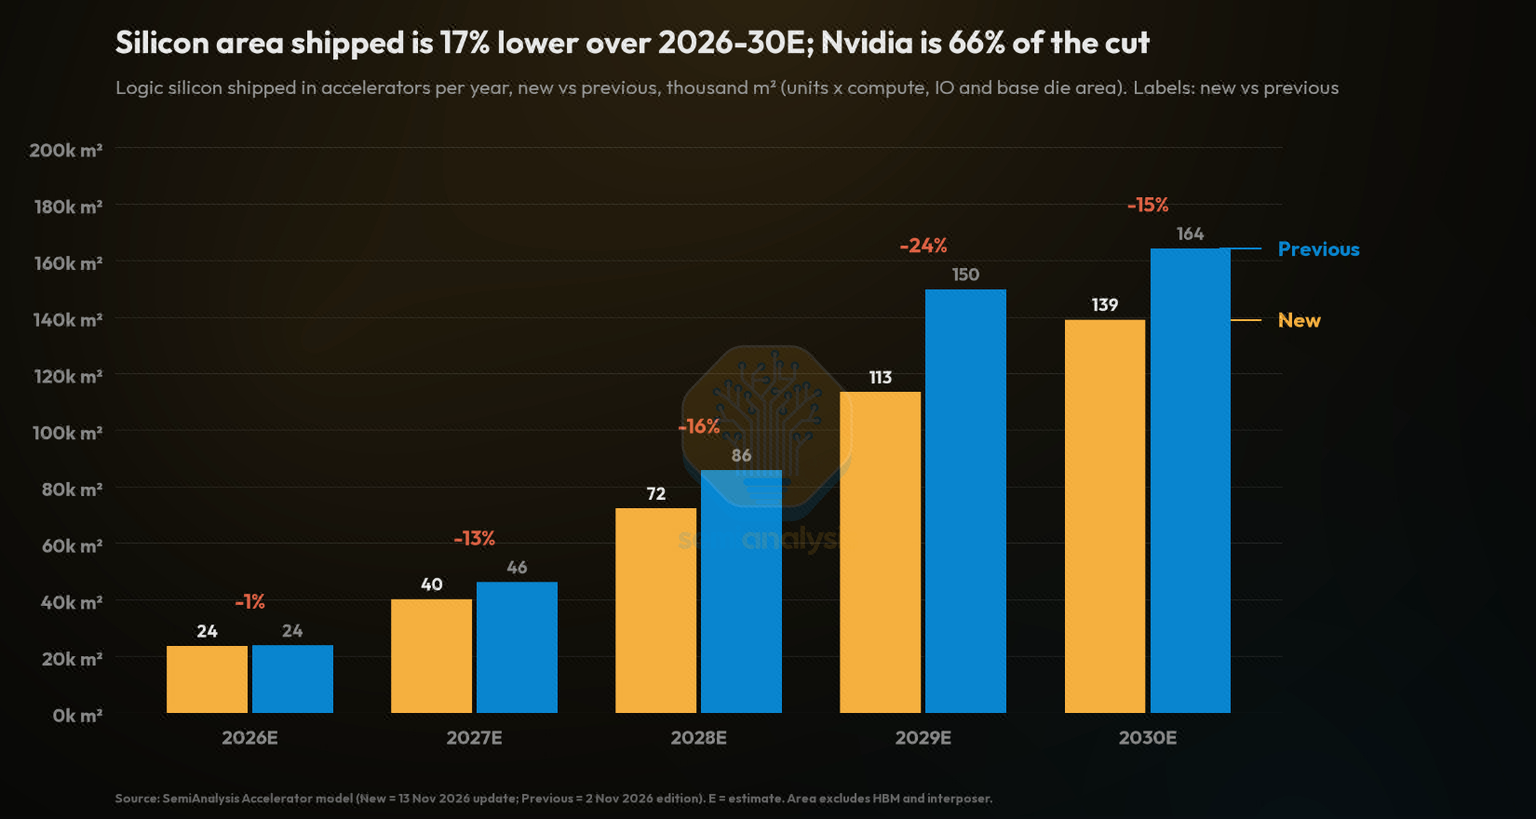 Silicon area shipped is 17% lower over 2026-30E; Nvidia is 66% of the cut
Logic silicon shipped in accelerators per year, new vs previous, thousand m² (units x compute, IO and base die area). Labels: new vs previous
200k m²
180k m²
160k m²
140k m²
120k m²
100k m²
80k m²
60k m²
40k m²
20k m²
0k m²
-1%
24
24
-13%
40
46
-16%
72
86
-24%
113
150
-15%
139
164
Previous
New
2026E
2027E
2028E
2029E
2030E
Source: SemiAnalysis Accelerator model (New = 13 Nov 2026 update; Previous = 2 Nov 2026 edition). E = estimate. Area excludes HBM and interposer.